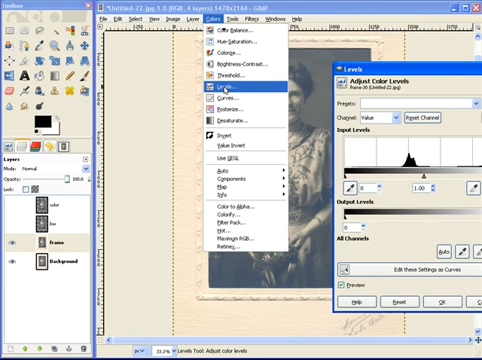 Toolbox
*Untitled-22.jpg-1.0 (RGB, 4 layers) 1478x2164 - GIMP
File Edit Select View Image Layer Colors Tools Filters Windows Help
Color Balance...
Hue-Saturation...
Colorize...
Brightness-Contrast...
Threshold...
Levels...
Curves...
Posterize...
Desaturate...
Invert
Value Invert
Use GEGL
Auto
Components
Map
Info
Color to Alpha...
Colorify...
Filter Pack...
Hot...
Maximum RGB...
Retinex...
Layers
Mode: Normal
Opacity: 100.0
Lock:
color
bw
frame
Background
Levels
Adjust Color Levels
frame-30 (Untitled-22.jpg)
Presets:
Channel: Value Reset Channel
Input Levels
0 1.00
Output Levels
0
All Channels
Auto
Edit these Settings as Curves
Preview
Help Reset OK
px 33.3% Levels Tool: Adjust color levels